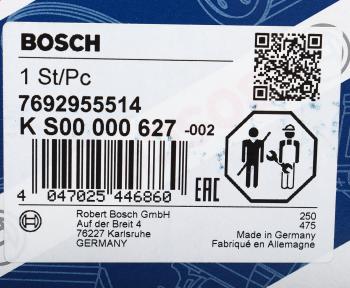 BOSCH
1 St/Pc
7692955514
K S00 000 627 -002
4 047025 446860
EAC
Robert Bosch GmbH
Auf der Breit 4
76227 Karlsruhe
GERMANY
250
475
Made in Germany
Fabriqué en Allemagne